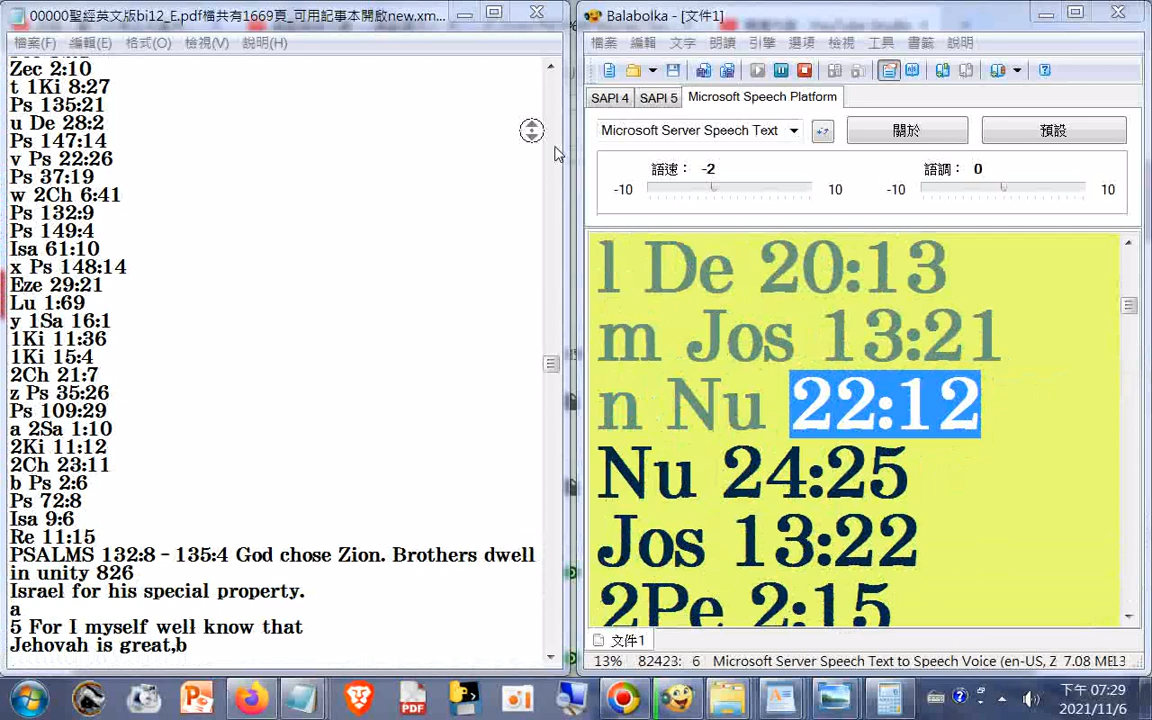 00000聖經英文版bi12_E.pdf檔共有1669頁_可用記事本開啟new.xm...
檔案(F) 編輯(E) 格式(O) 檢視(V) 說明(H)
Zec 2:10
t 1Ki 8:27
Ps 135:21
u De 28:2
Ps 147:14
v Ps 22:26
Ps 37:19
w 2Ch 6:41
Ps 132:9
Ps 149:4
Isa 61:10
x Ps 148:14
Eze 29:21
Lu 1:69
y 1Sa 16:1
1Ki 11:36
1Ki 15:4
2Ch 21:7
z Ps 35:26
Ps 109:29
a 2Sa 1:10
2Ki 11:12
2Ch 23:11
b Ps 2:6
Ps 72:8
Isa 9:6
Re 11:15
PSALMS 132:8–135:4 God chose Zion. Brothers dwell
in unity 826
Israel for his special property.
a
5 For I myself well know that
Jehovah is great,b
Balabolka - [文件1]
檔案 編輯 文字 朗讀 引擎 選項 檢視 工具 書籤 說明
SAPI 4 SAPI 5 Microsoft Speech Platform
Microsoft Server Speech Text 關於 預設
語速： -2 語調： 0
-10 10 -10 10
l De 20:13
m Jos 13:21
n Nu 22:12
Nu 24:25
Jos 13:22
2Pe 2:15
文件1
13% 82423: 6 Microsoft Server Speech Text to Speech Voice (en-US, Z 7.08 MB
PDF
下午 07:29
2021/11/6